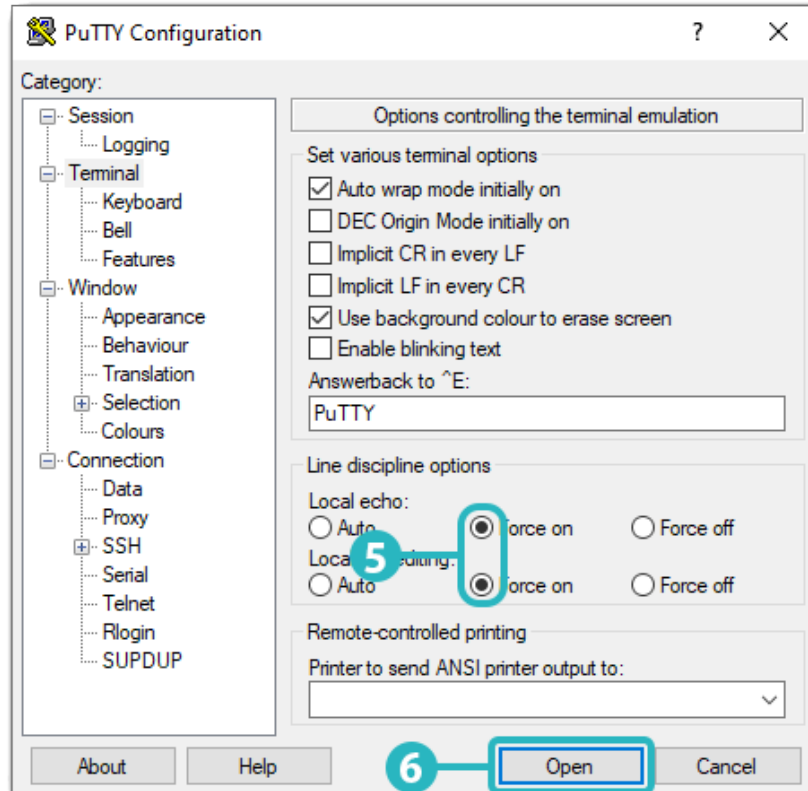 PuTTY Configuration
? 
Category:
Session
Logging
Terminal
Keyboard
Bell
Features
Window
Appearance
Behaviour
Translation
Selection
Colours
Connection
Data
Proxy
SSH
Serial
Telnet
Rlogin
SUPDUP
Options controlling the terminal emulation
Set various terminal options
Auto wrap mode initially on
DEC Origin Mode initially on
Implicit CR in every LF
Implicit LF in every CR
Use background colour to erase screen
Enable blinking text
Answerback to ^E:
PuTTY
Line discipline options
Local echo:
Auto Force on Force off
5
Local editing:
Auto Force on Force off
Remote-controlled printing
Printer to send ANSI printer output to:
About Help 6 Open Cancel